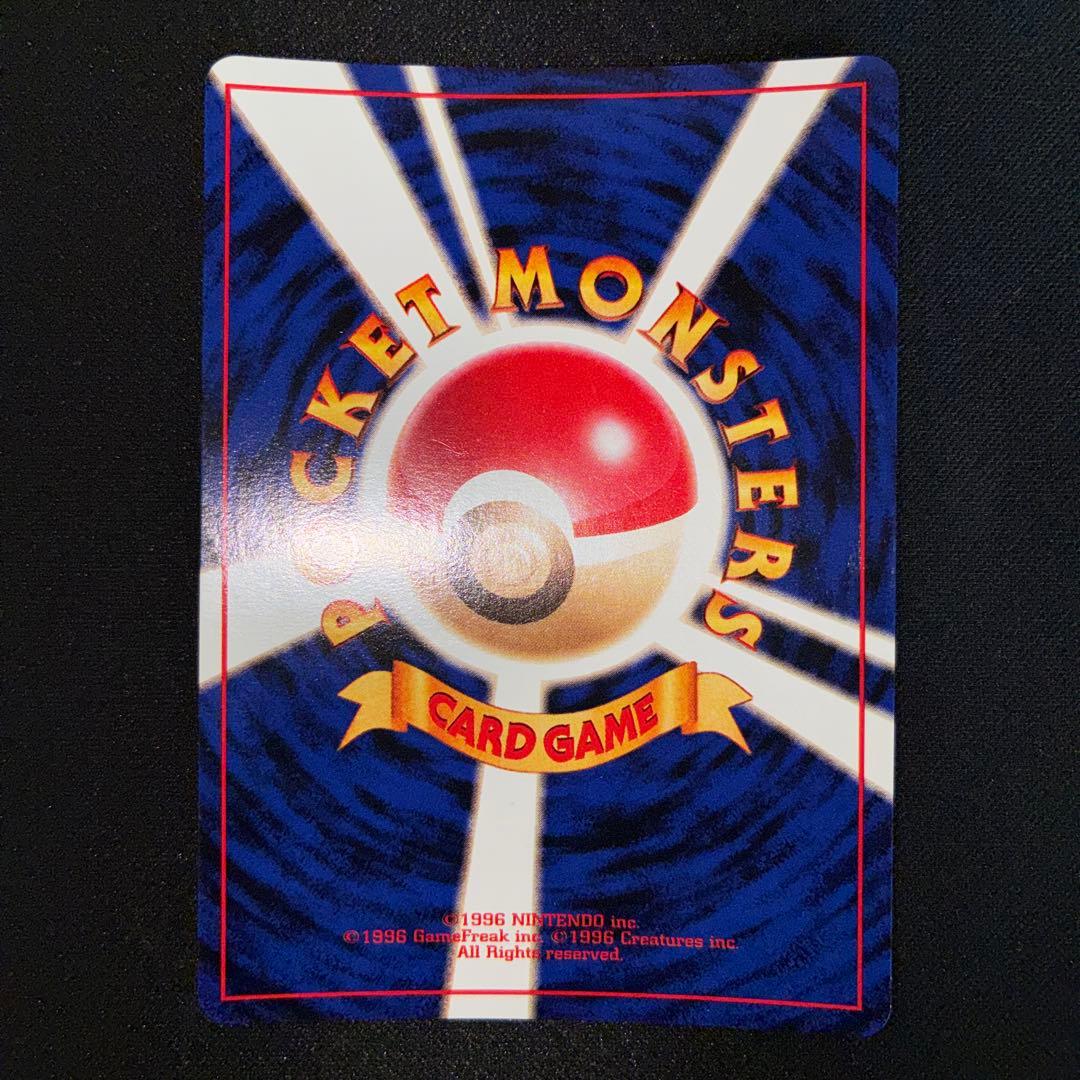 POCKET MONSTERS
CARD GAME
©1996 NINTENDO inc.
©1996 GameFreak inc. ©1996 Creatures inc.
All Rights reserved.